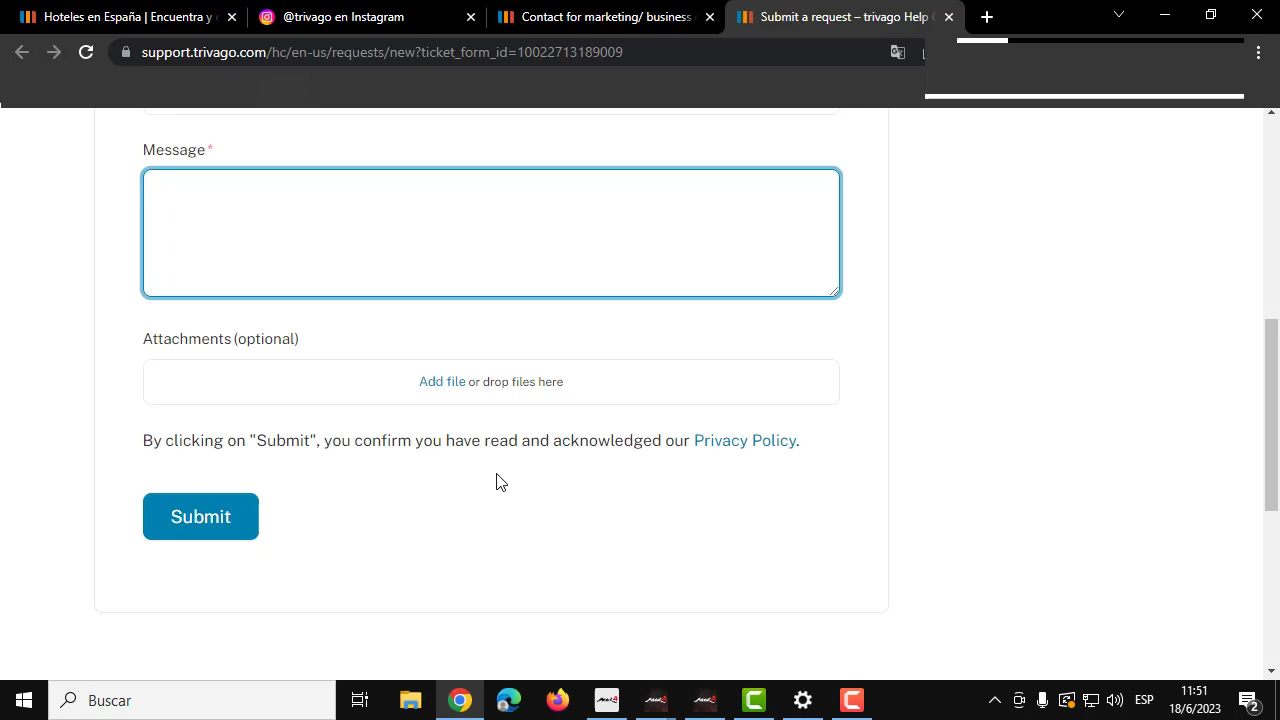 Hoteles en España | Encuentra y
@trivago en Instagram
Contact for marketing/ business
Submit a request – trivago Help
support.trivago.com/hc/en-us/requests/new?ticket_form_id=10022713189009
Message*
Attachments (optional)
Add file or drop files here
By clicking on "Submit", you confirm you have read and acknowledged our Privacy Policy.
Submit
Buscar
ESP
11:51
18/6/2023
2